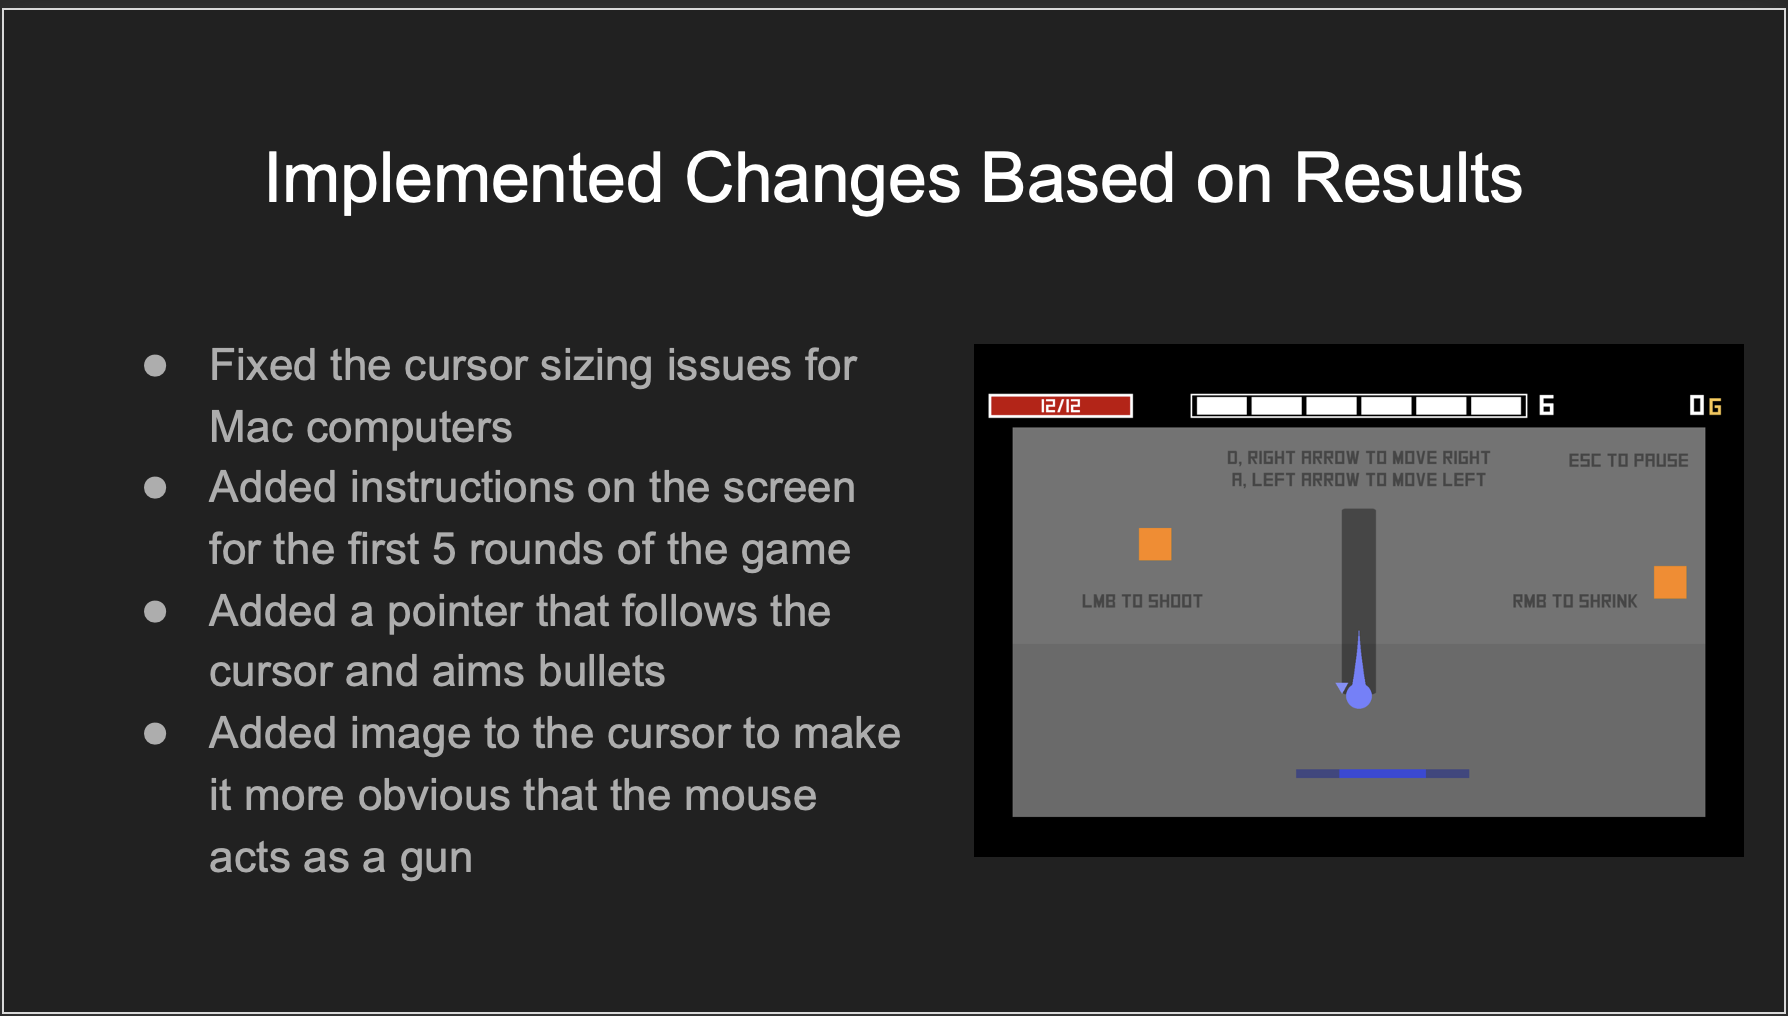 Implemented Changes Based on Results
● Fixed the cursor sizing issues for
Mac computers
● Added instructions on the screen
for the first 5 rounds of the game
● Added a pointer that follows the
cursor and aims bullets
● Added image to the cursor to make
it more obvious that the mouse
acts as a gun
12/12
6
0G
D, RIGHT ARROW TO MOVE RIGHT
A, LEFT ARROW TO MOVE LEFT
ESC TO PAUSE
LMB TO SHOOT
RMB TO SHRINK